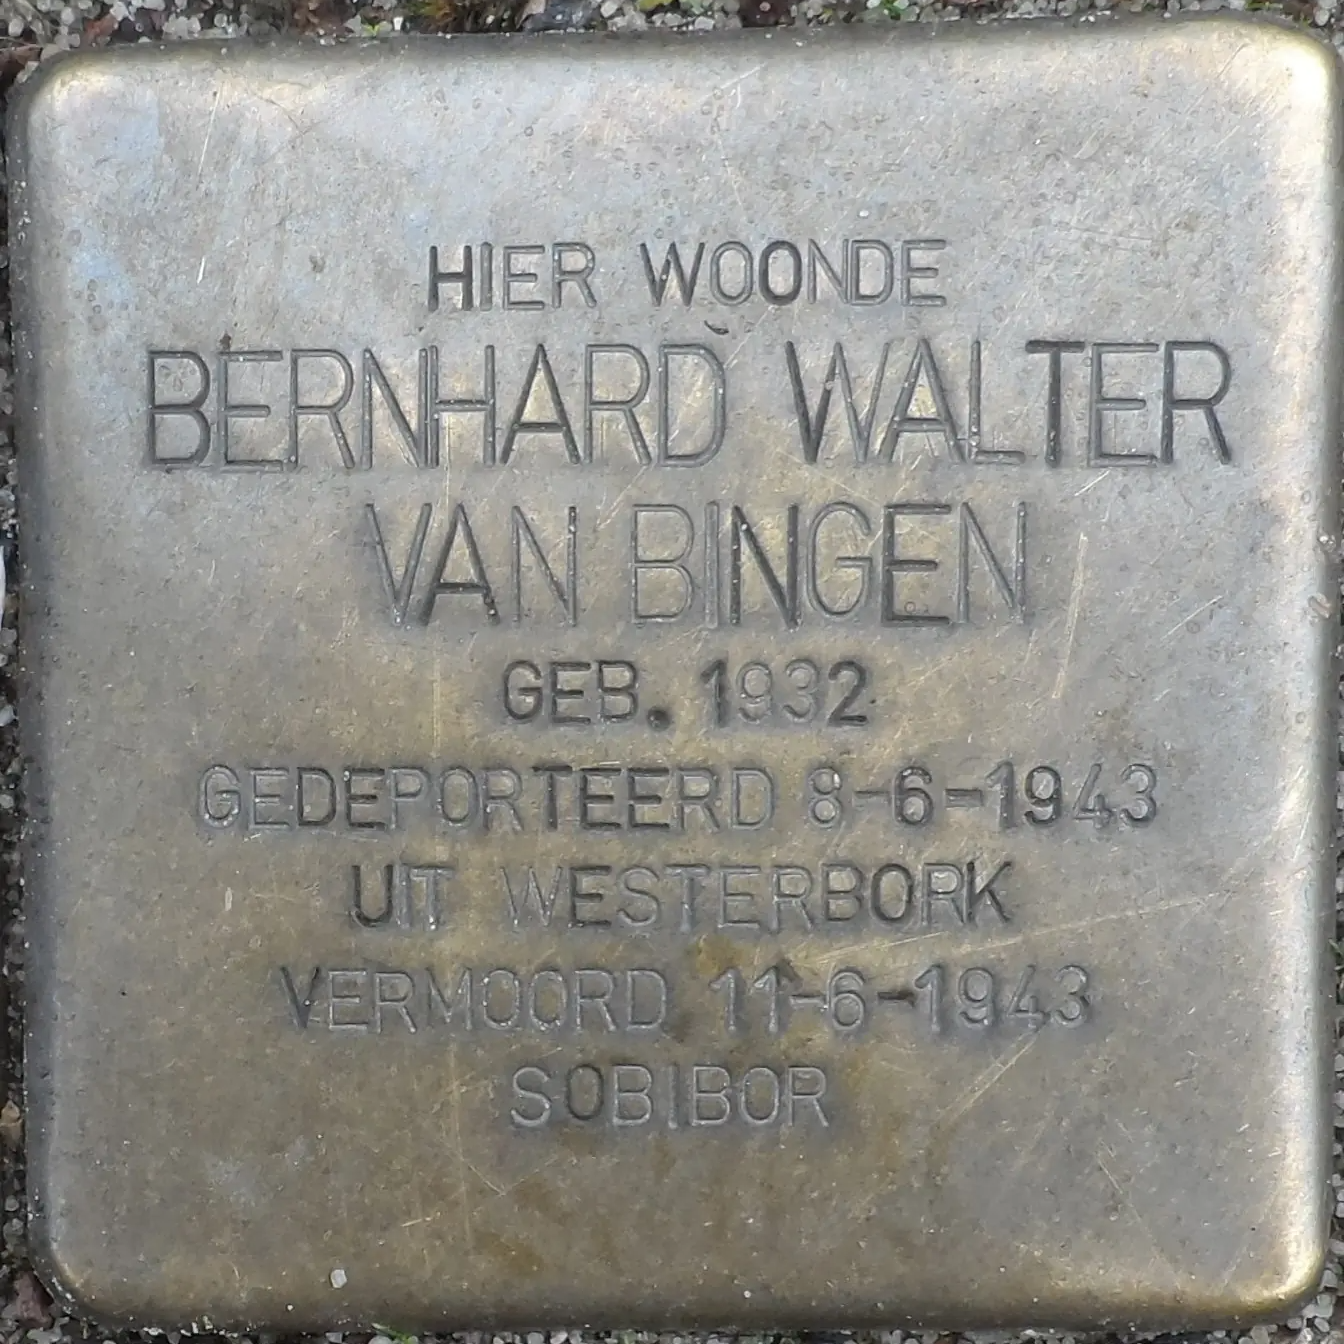 HIER WOONDE
BERNHARD WALTER
VAN BINGEN
GEB. 1932
GEDEPORTEERD 8-6-1943
UIT WESTERBORK
VERMOORD 11-6-1943
SOBIBOR